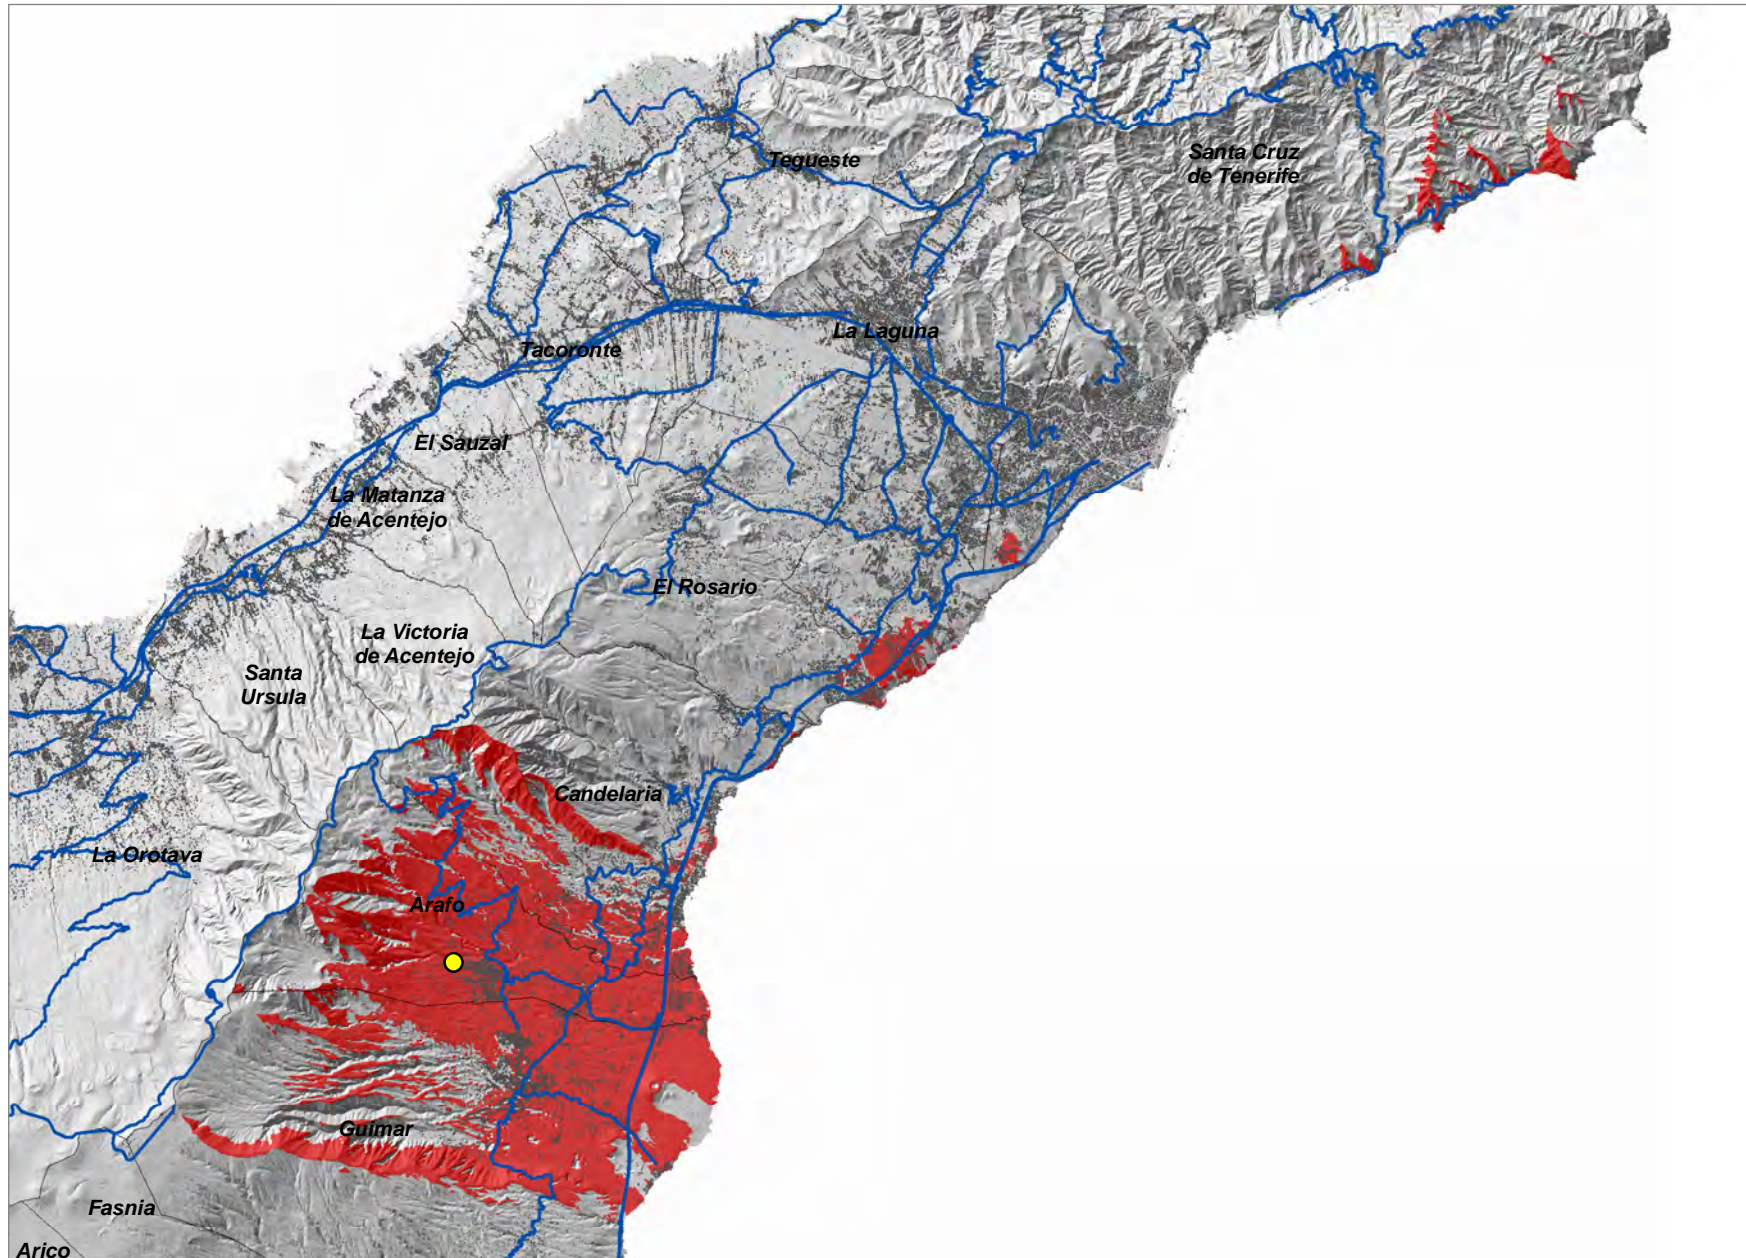 Tegueste
Santa Cruz
de Tenerife
La Laguna
Tacoronte
El Sauzal
La Matanza
de Acentejo
El Rosario
La Victoria
de Acentejo
Santa
Ursula
Candelaria
La Orotava
Arafo
Guimar
Fasnia
Arico